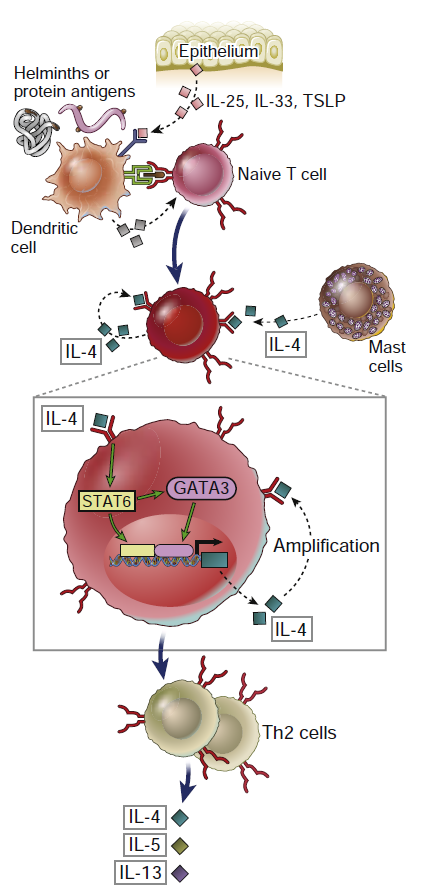 Epithelium
Helminths or
protein antigens
IL-25, IL-33, TSLP
Naive T cell
Dendritic
cell
IL-4
IL-4
Mast
cells
IL-4
STAT6
GATA3
Amplification
IL-4
Th2 cells
IL-4
IL-5
IL-13